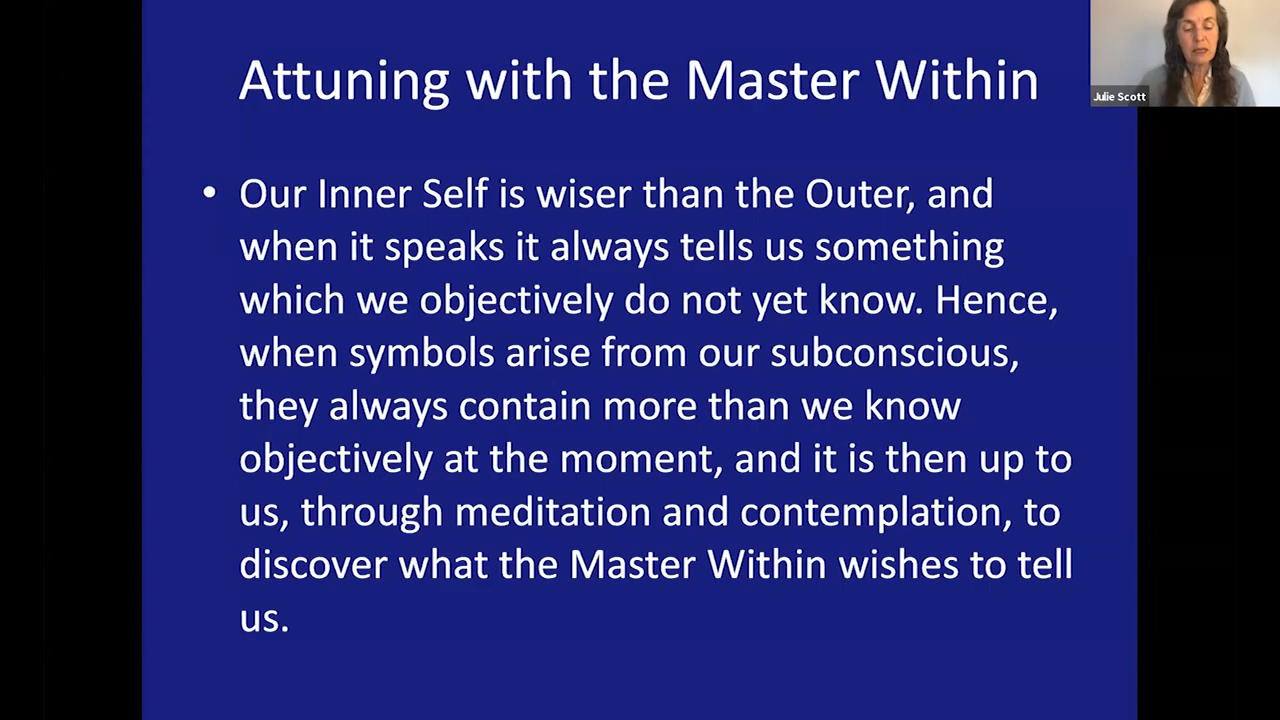 Attuning with the Master Within
Julie Scott
• Our Inner Self is wiser than the Outer, and
when it speaks it always tells us something
which we objectively do not yet know. Hence,
when symbols arise from our subconscious,
they always contain more than we know
objectively at the moment, and it is then up to
us, through meditation and contemplation, to
discover what the Master Within wishes to tell
us.